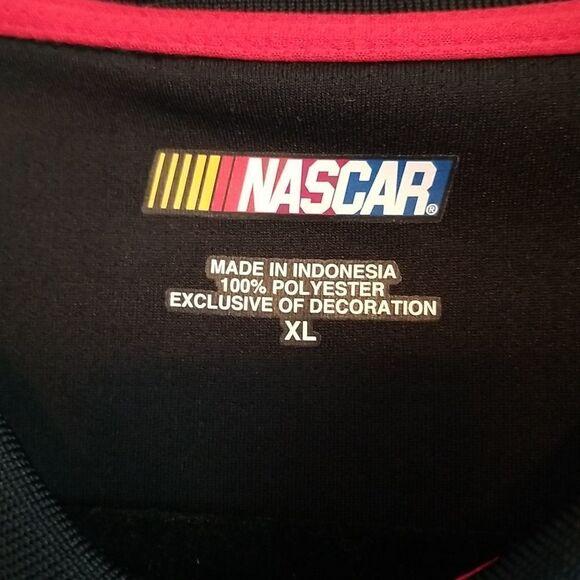 NASCAR®
MADE IN INDONESIA
100% POLYESTER
EXCLUSIVE OF DECORATION
XL